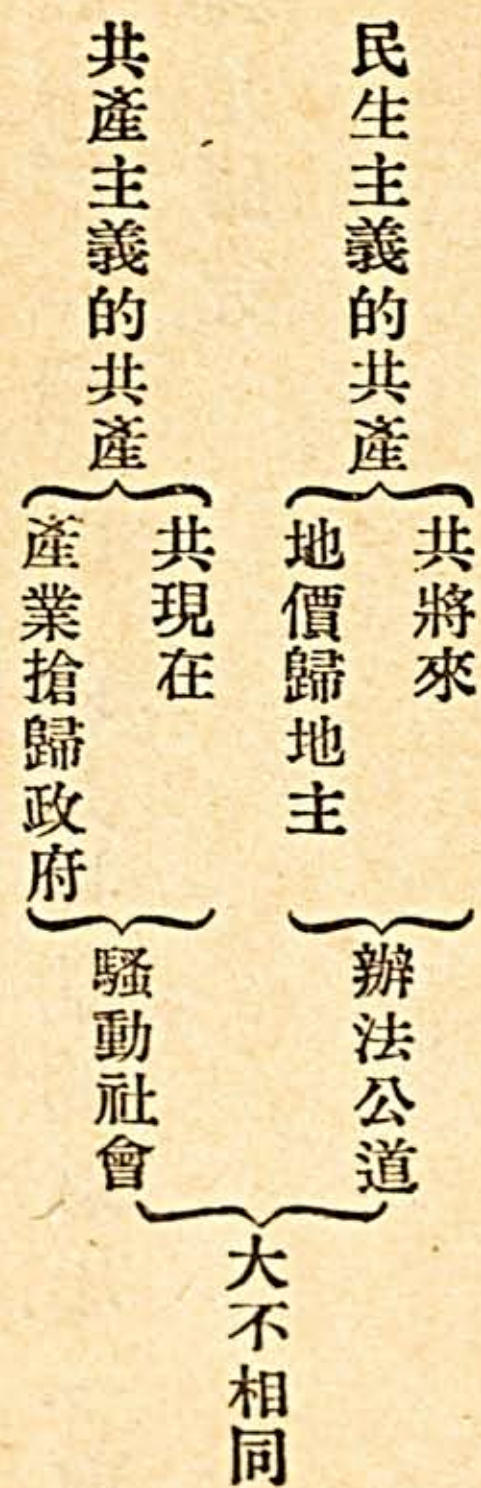 民生主義的共產
共將來
地價歸地主
辦法公道
共產主義的共產
共現在
產業搶歸政府
騷動社會
大不相同